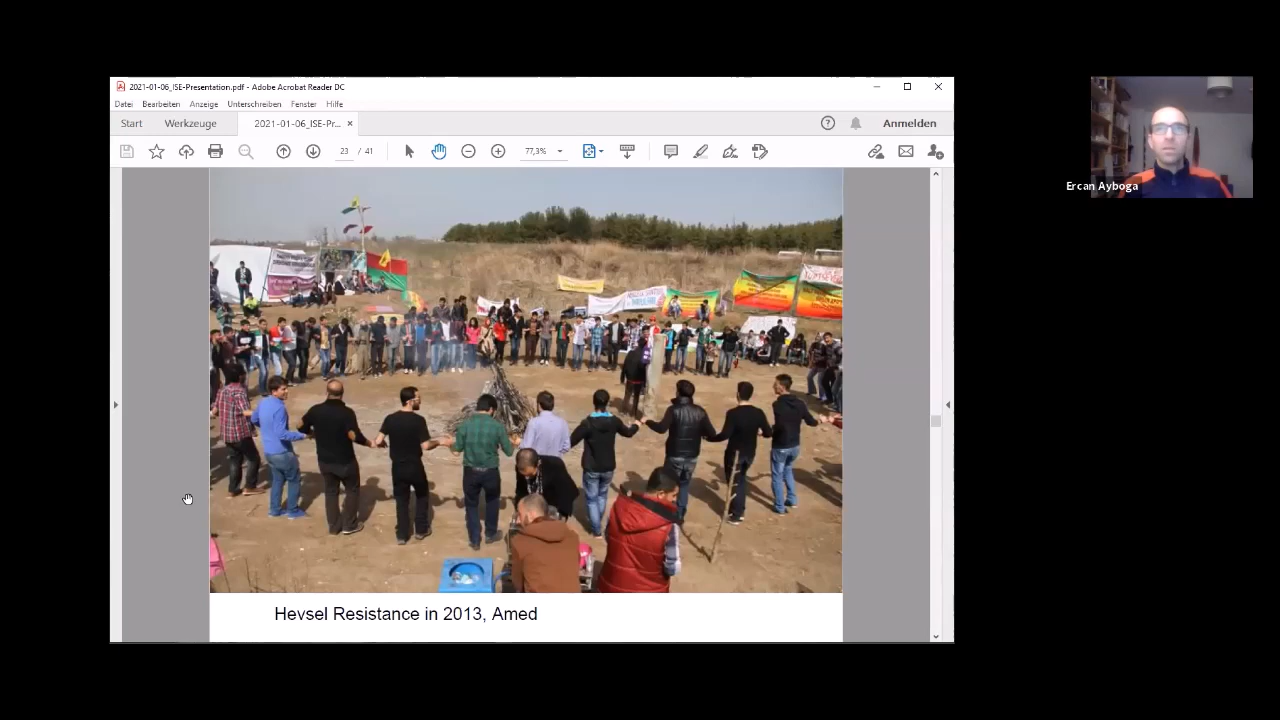 2021-01-06_ISE-Presentation.pdf - Adobe Acrobat Reader DC
Datei Bearbeiten Anzeige Unterschreiben Fenster Hilfe
Start Werkzeuge 2021-01-06_ISE-Pr... Anmelden
23 / 41 77,3%
Ercan Ayboga
Hevsel Resistance in 2013, Amed